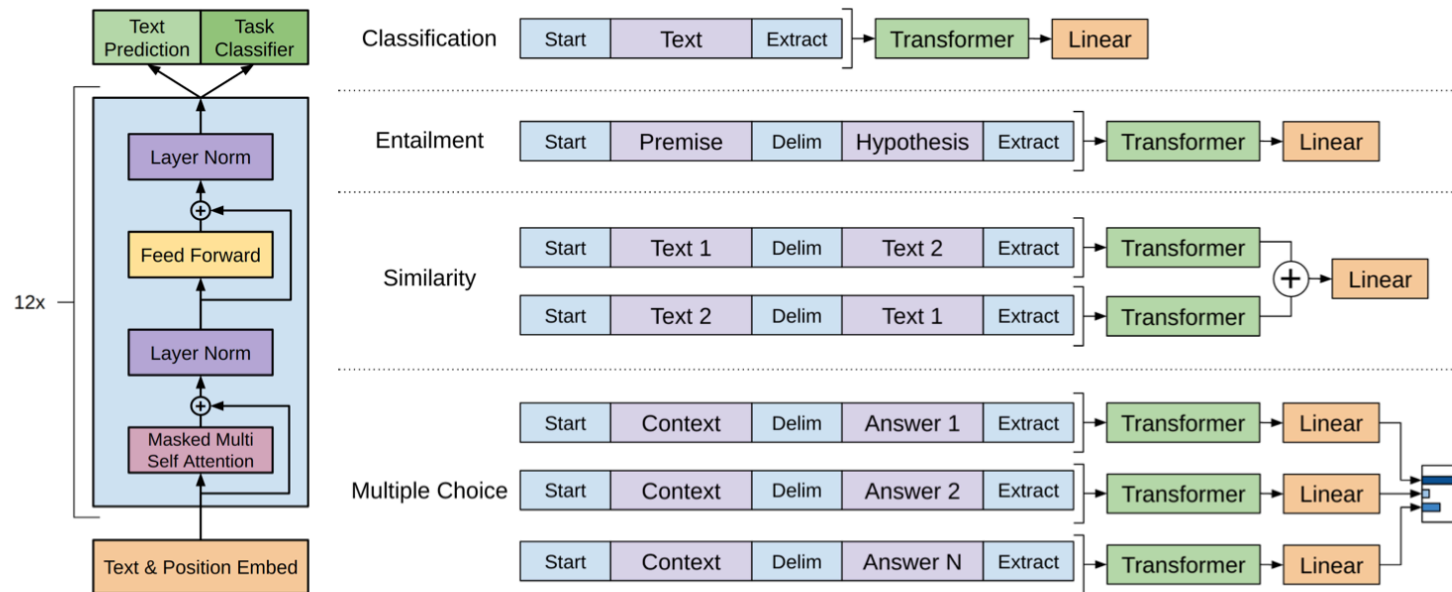 Text
Prediction
Task
Classifier
Layer Norm
Feed Forward
12x
Layer Norm
Masked Multi
Self Attention
Text & Position Embed
Classification
Start Text Extract Transformer Linear
Entailment
Start Premise Delim Hypothesis Extract Transformer Linear
Similarity
Start Text 1 Delim Text 2 Extract Transformer
Linear
Start Text 2 Delim Text 1 Extract Transformer
Multiple Choice
Start Context Delim Answer 1 Extract Transformer Linear
Start Context Delim Answer 2 Extract Transformer Linear
Start Context Delim Answer N Extract Transformer Linear